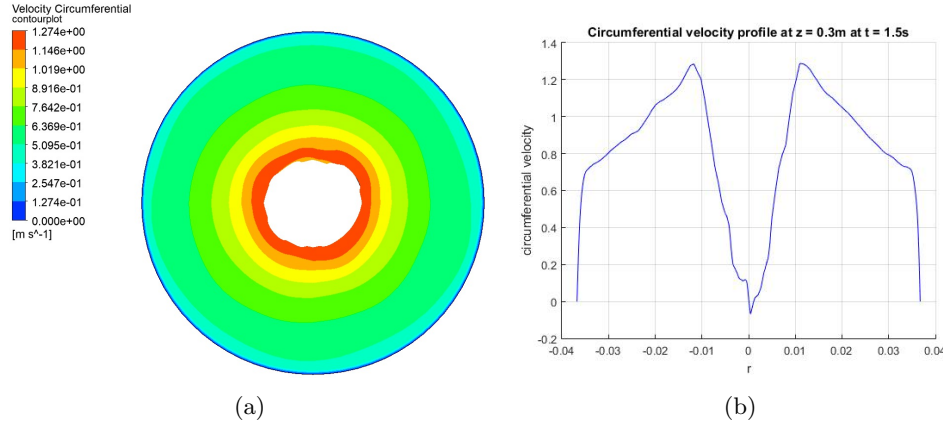 Velocity Circumferential
contourplot
1.274e+00
1.146e+00
1.019e+00
8.916e-01
7.642e-01
6.369e-01
5.095e-01
3.821e-01
2.547e-01
1.274e-01
0.000e+00
[m s^-1]
(a)
Circumferential velocity profile at z = 0.3m at t = 1.5s
circumferential velocity
1.4
1.2
1
0.8
0.6
0.4
0.2
0
-0.2
-0.04
-0.03
-0.02
-0.01
0
0.01
0.02
0.03
0.04
r
(b)